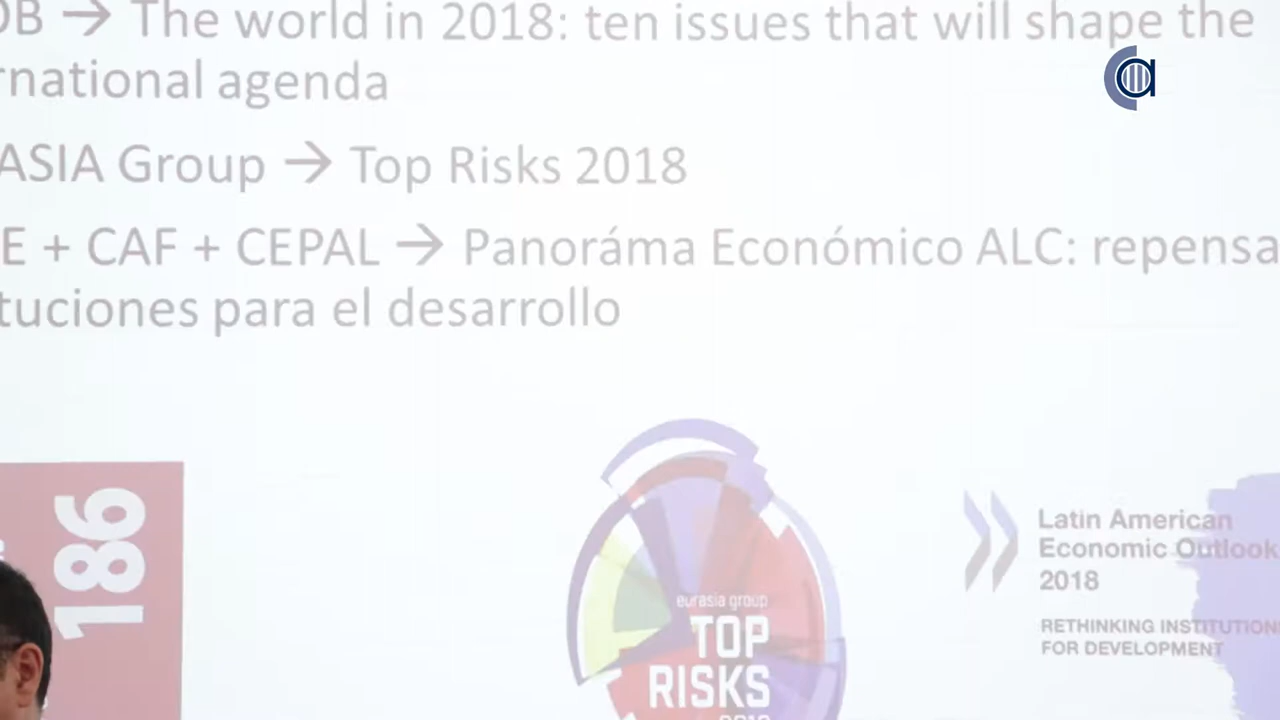 OB → The world in 2018: ten issues that will shape the
rnational agenda
ASIA Group → Top Risks 2018
E + CAF + CEPAL → Panoráma Económico ALC: repensa
tuciones para el desarrollo
186
eurasia group
TOP
RISKS
2018
Latin American
Economic Outlook
2018
RETHINKING INSTITUTIONS
FOR DEVELOPMENT